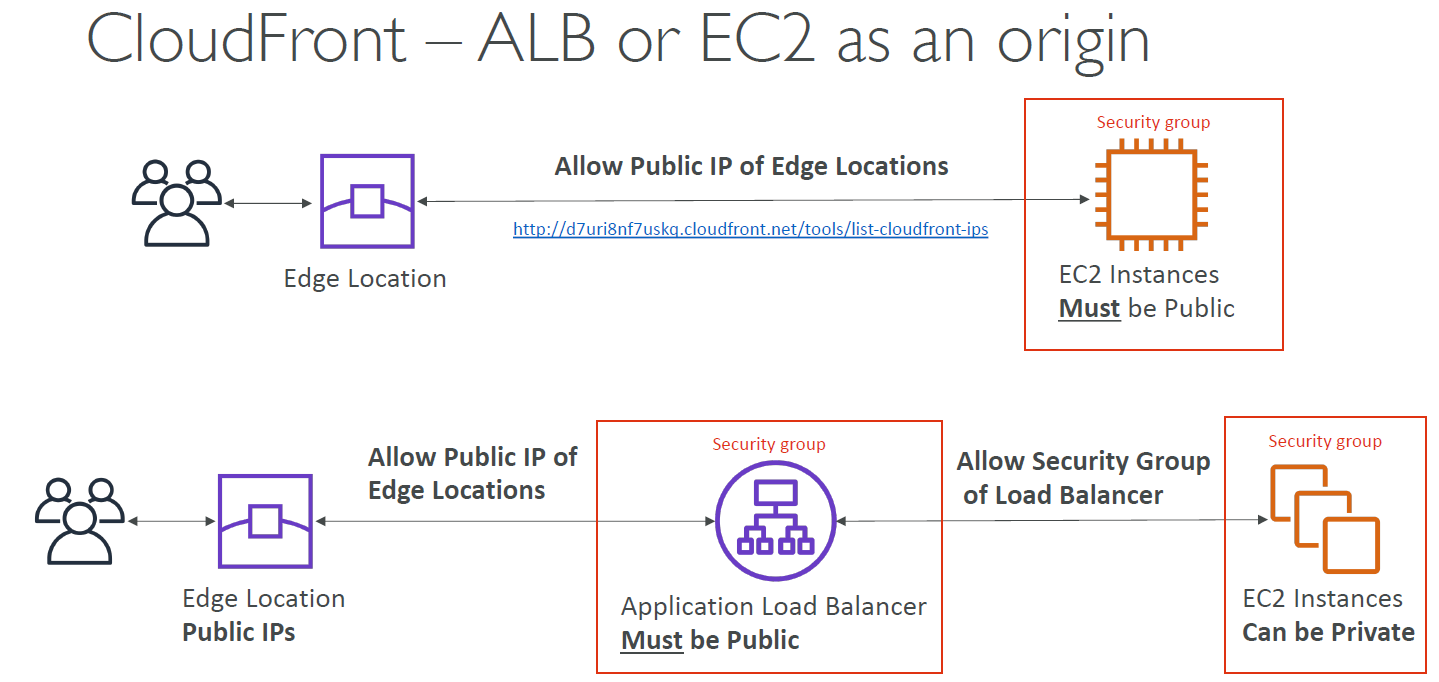 CloudFront – ALB or EC2 as an origin
Security group
Allow Public IP of Edge Locations
http://d7uri8nf7uskq.cloudfront.net/tools/list-cloudfront-ips
Edge Location
EC2 Instances
Must be Public
Security group
Allow Public IP of
Edge Locations
Allow Security Group
of Load Balancer
Security group
Edge Location
Public IPs
Application Load Balancer
Must be Public
EC2 Instances
Can be Private